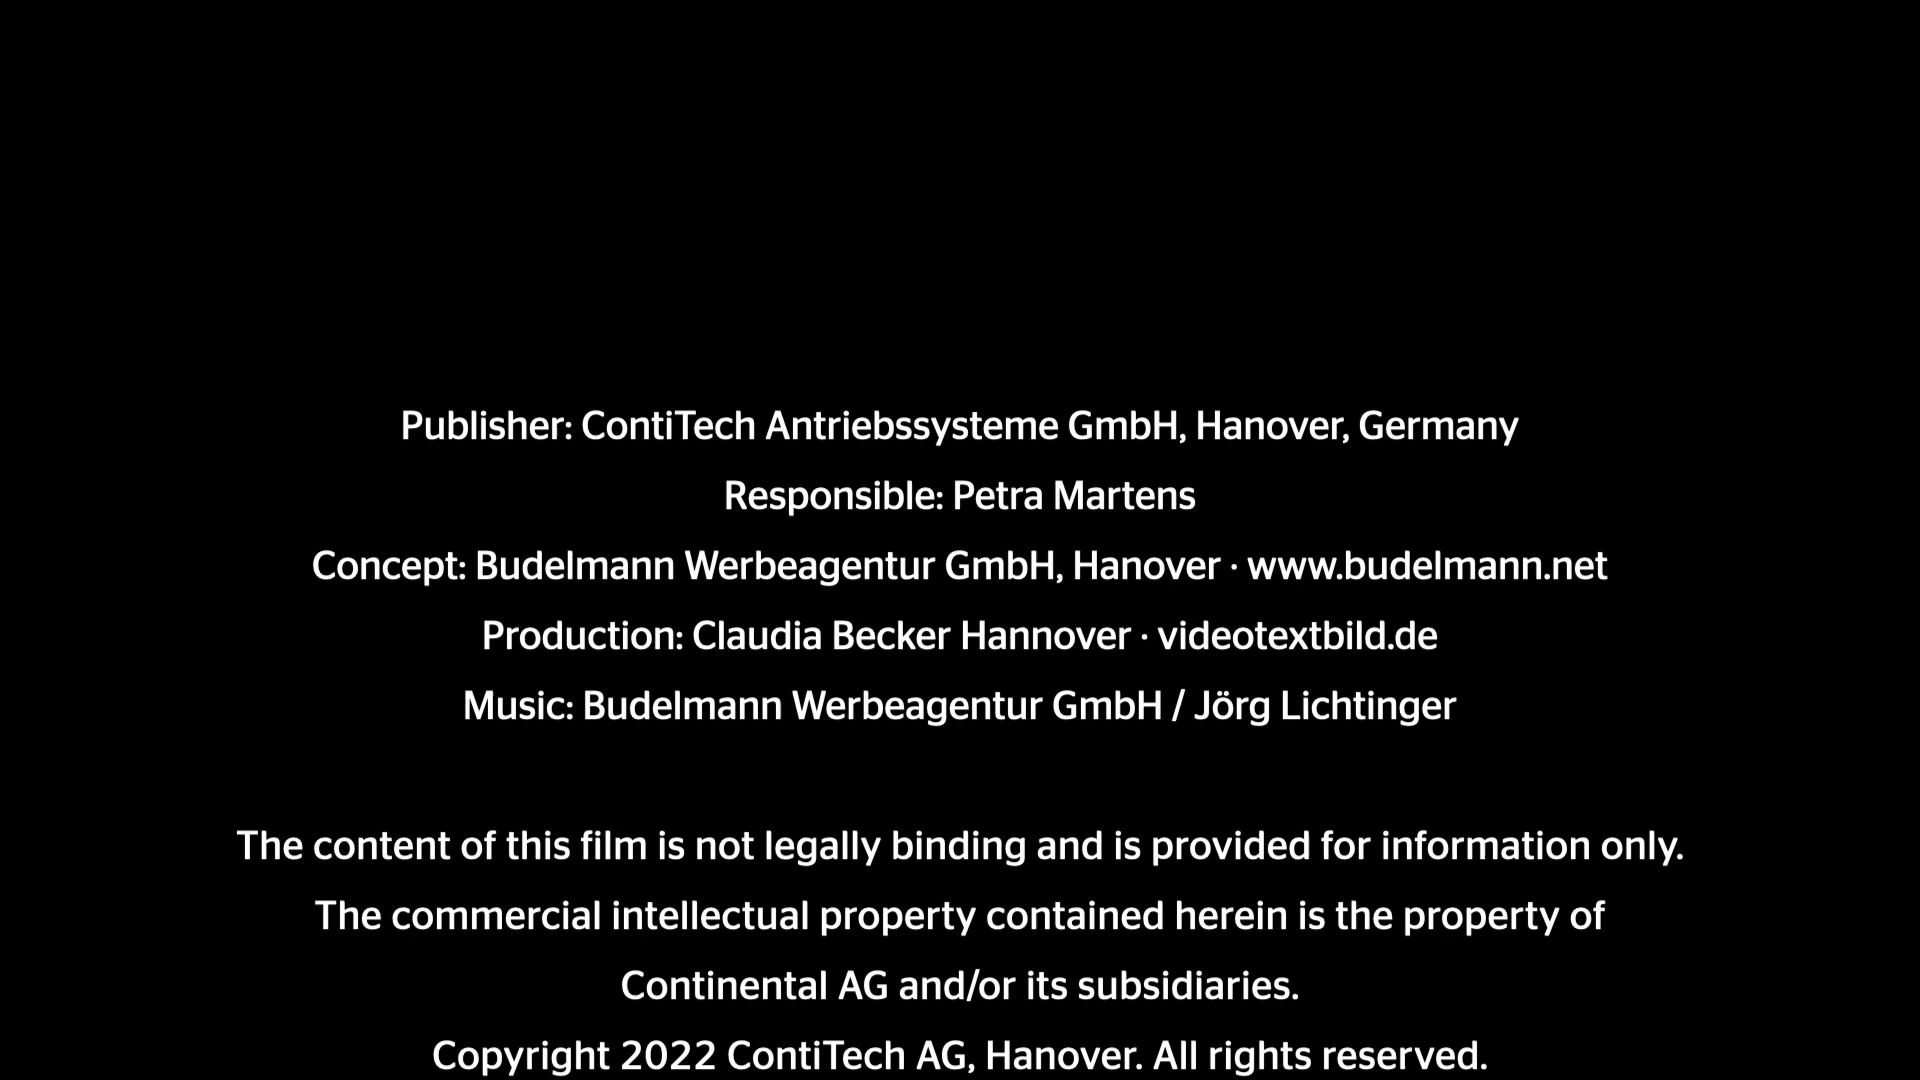 Publisher: ContiTech Antriebssysteme GmbH, Hanover, Germany
Responsible: Petra Martens
Concept: Budelmann Werbeagentur GmbH, Hanover · www.budelmann.net
Production: Claudia Becker Hannover · videotextbild.de
Music: Budelmann Werbeagentur GmbH / Jörg Lichtinger
The content of this film is not legally binding and is provided for information only.
The commercial intellectual property contained herein is the property of
Continental AG and/or its subsidiaries.
Copyright 2022 ContiTech AG, Hanover. All rights reserved.